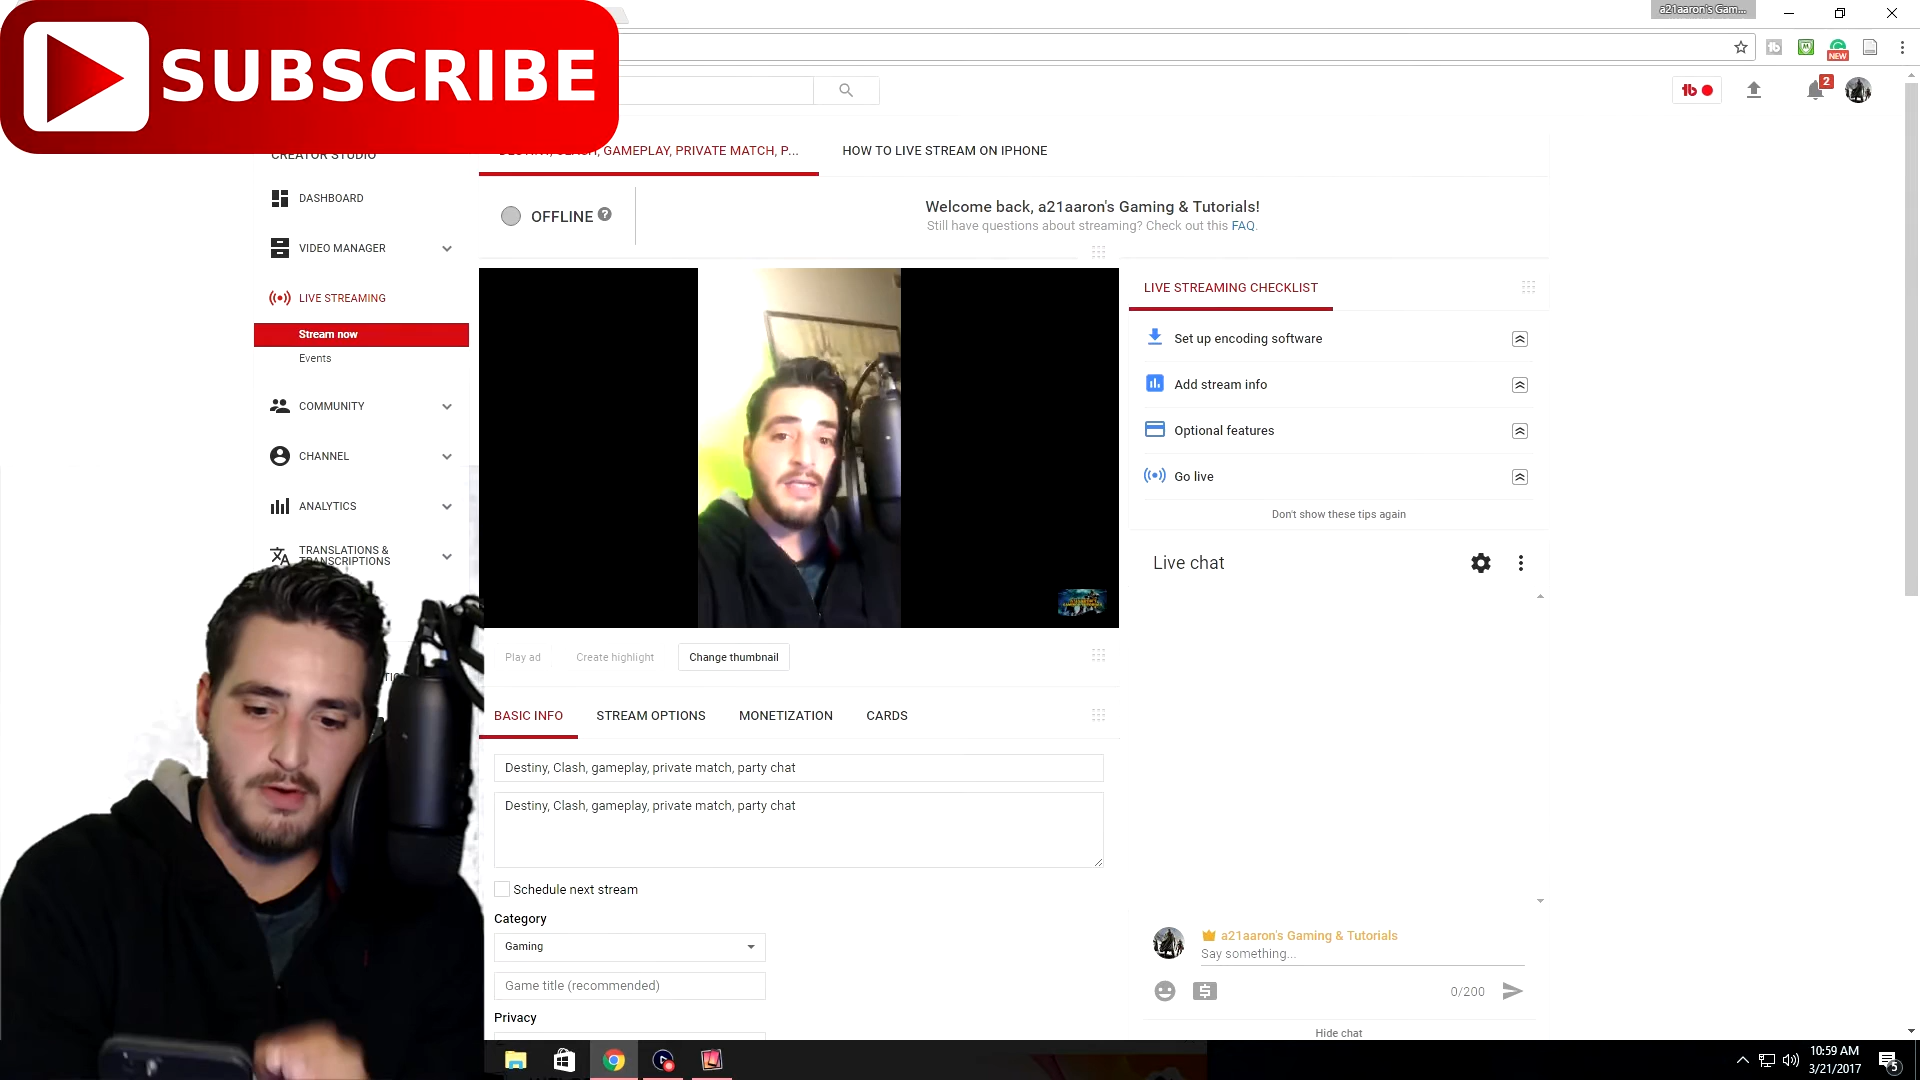 a21aaron's Gam...
SUBSCRIBE
NEW
2
CREATOR STUDIO
DESTINY, CLASH, GAMEPLAY, PRIVATE MATCH, P...
HOW TO LIVE STREAM ON IPHONE
DASHBOARD
OFFLINE ?
Welcome back, a21aaron's Gaming & Tutorials!
Still have questions about streaming? Check out this FAQ.
VIDEO MANAGER
LIVE STREAMING
Stream now
Events
COMMUNITY
CHANNEL
ANALYTICS
TRANSLATIONS &
TRANSCRIPTIONS
LIVE STREAMING CHECKLIST
Set up encoding software
Add stream info
Optional features
Go live
Don't show these tips again
Live chat
Play ad
Create highlight
Change thumbnail
BASIC INFO
STREAM OPTIONS
MONETIZATION
CARDS
Destiny, Clash, gameplay, private match, party chat
Destiny, Clash, gameplay, private match, party chat
Schedule next stream
Category
Gaming
Game title (recommended)
Privacy
a21aaron's Gaming & Tutorials
Say something...
0/200
Hide chat
10:59 AM
3/21/2017
5